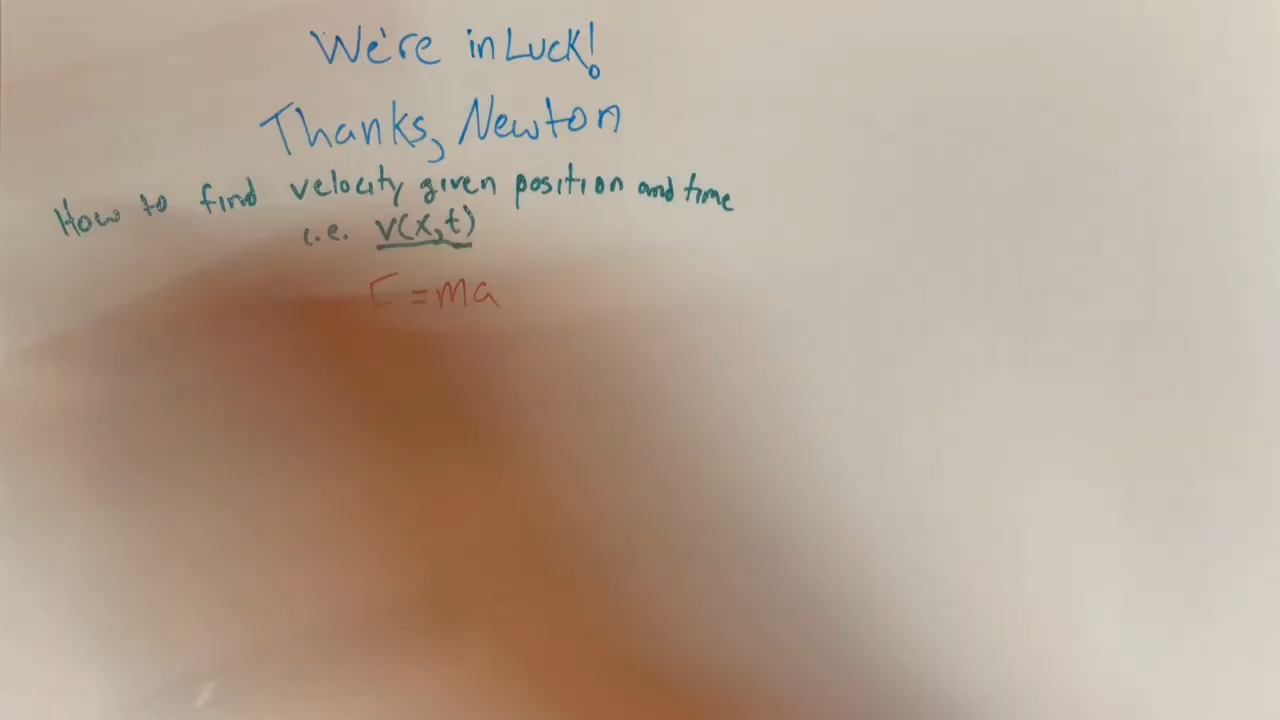 We're in Luck!
Thanks, Newton
How to find velocity given position and time
i.e. v(x,t)
= ma